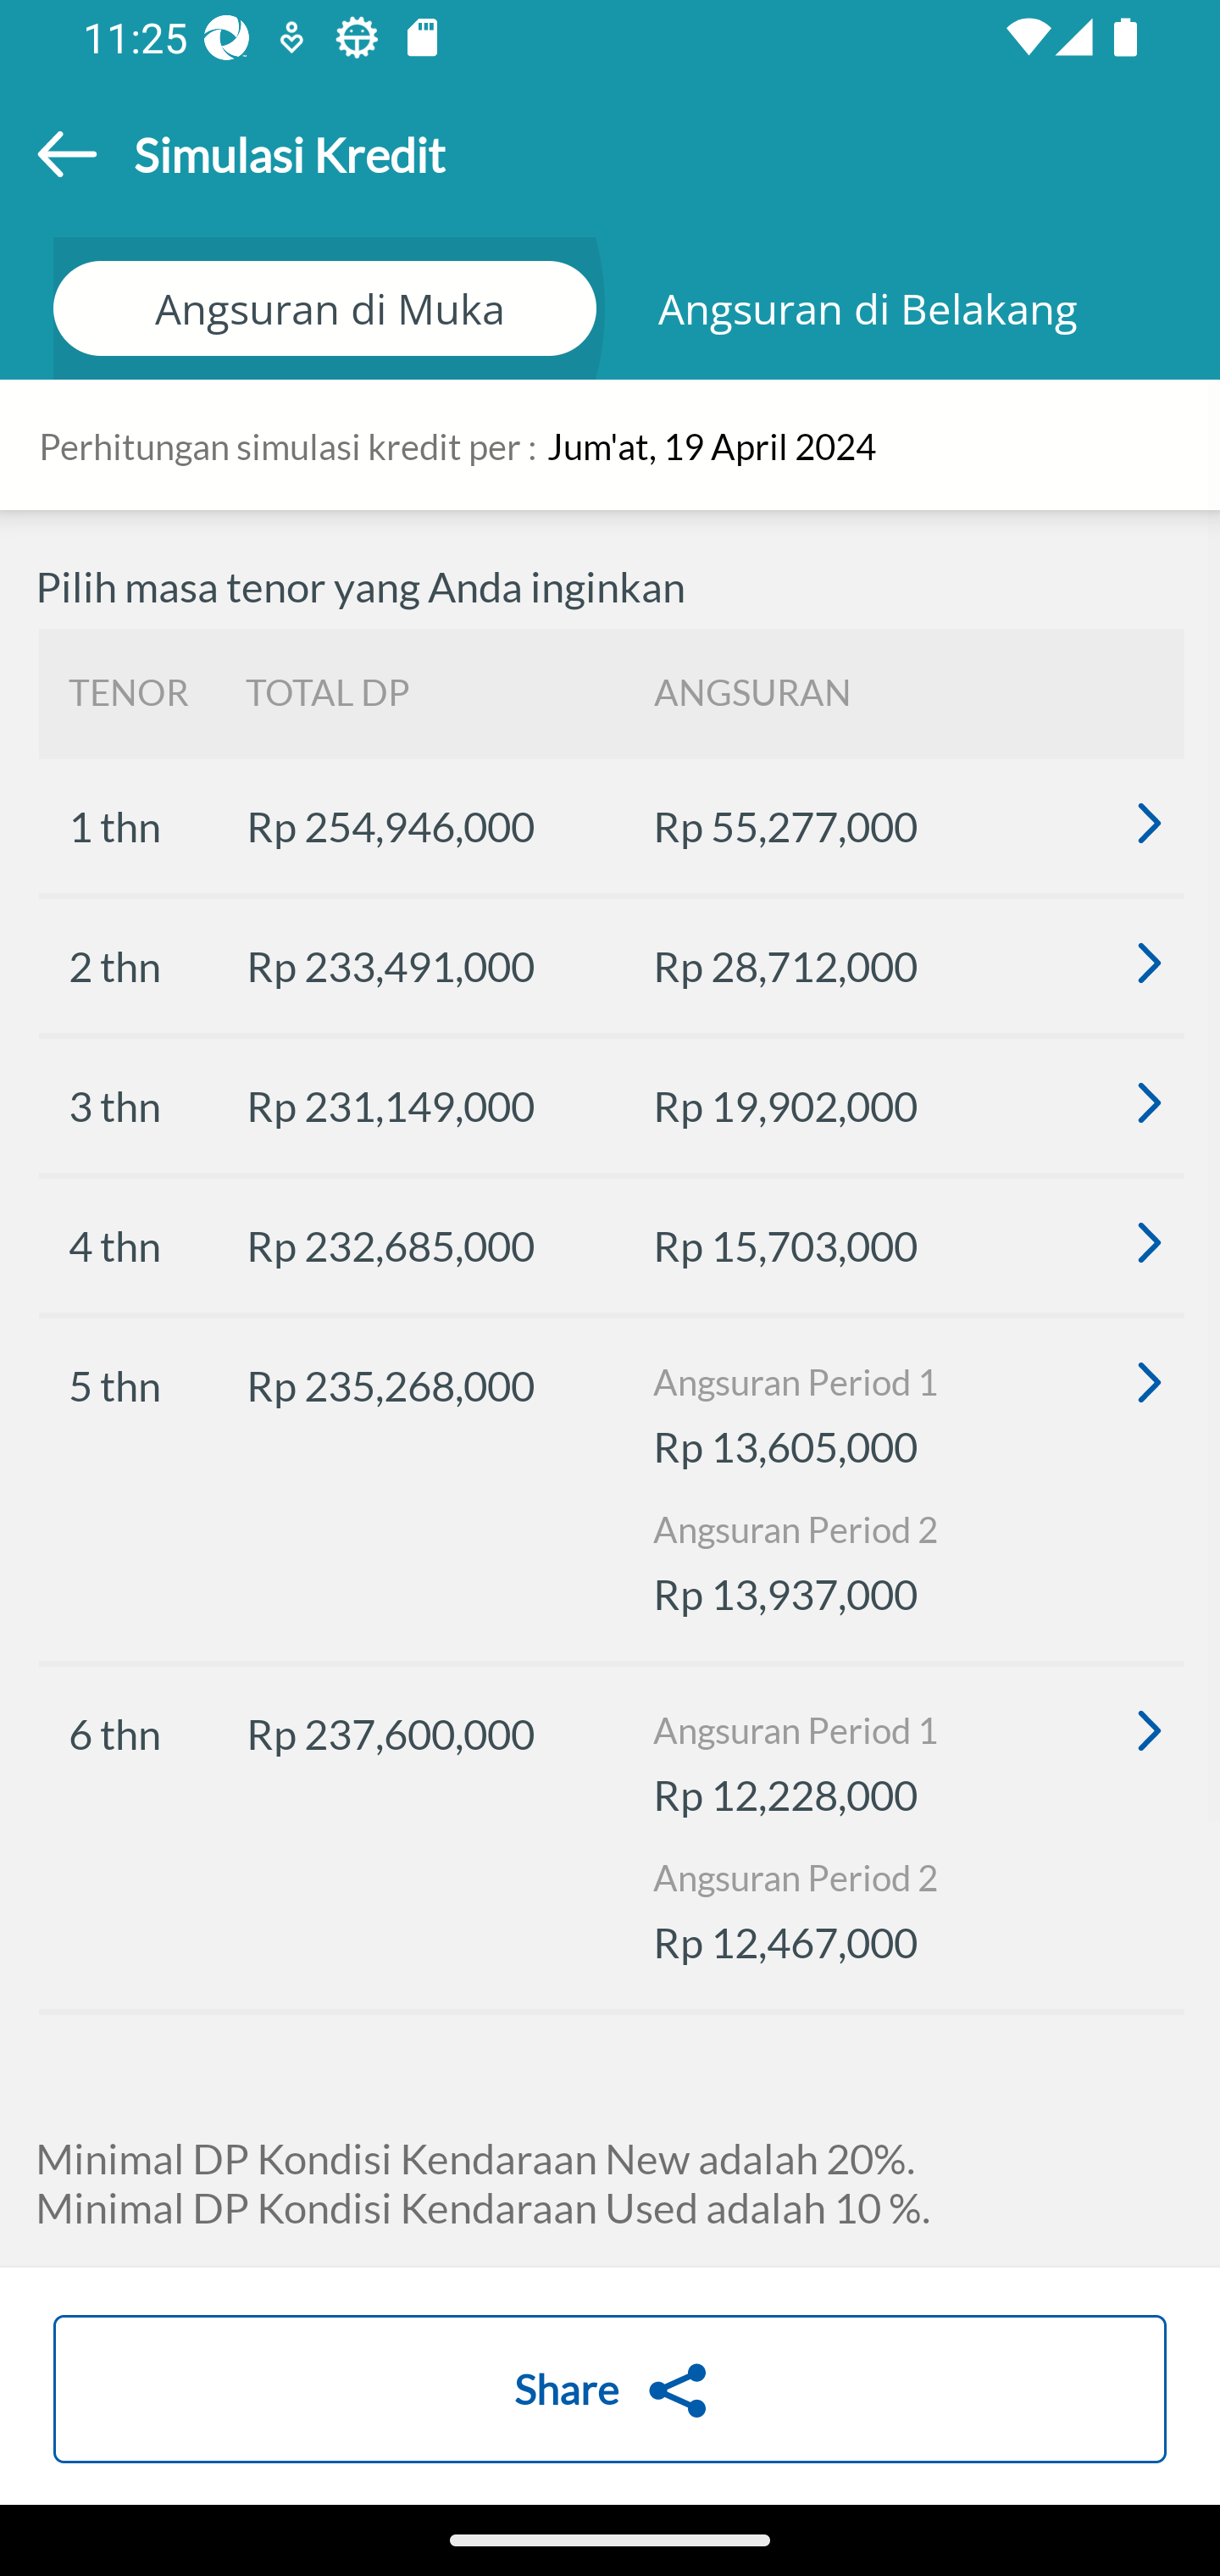 11:25
Simulasi Kredit
Angsuran di Muka Angsuran di Belakang
Perhitungan simulasi kredit per : Jum'at, 19 April 2024
Pilih masa tenor yang Anda inginkan
TENOR TOTAL DP ANGSURAN
1 thn Rp 254,946,000 Rp 55,277,000
2 thn Rp 233,491,000 Rp 28,712,000
3 thn Rp 231,149,000 Rp 19,902,000
4 thn Rp 232,685,000 Rp 15,703,000
5 thn Rp 235,268,000 Angsuran Period 1
Rp 13,605,000
Angsuran Period 2
Rp 13,937,000
6 thn Rp 237,600,000 Angsuran Period 1
Rp 12,228,000
Angsuran Period 2
Rp 12,467,000
Minimal DP Kondisi Kendaraan New adalah 20%.
Minimal DP Kondisi Kendaraan Used adalah 10 %.
Share